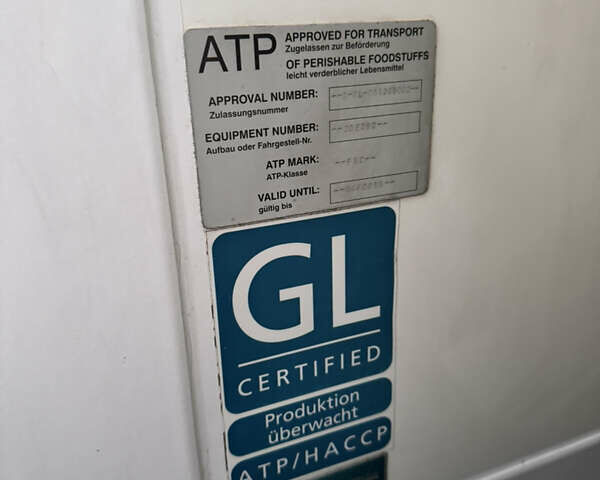 ATP APPROVED FOR TRANSPORT
Zugelassen zur Beförderung
OF PERISHABLE FOODSTUFFS
leicht verderblicher Lebensmittel
APPROVAL NUMBER:
Zulassungsnummer
EQUIPMENT NUMBER:
Aufbau oder Fahrgestell-Nr.
ATP MARK: --FRC--
ATP-Klasse
VALID UNTIL:
gültig bis
GL
CERTIFIED
Produktion
überwacht
ATP/HACCP